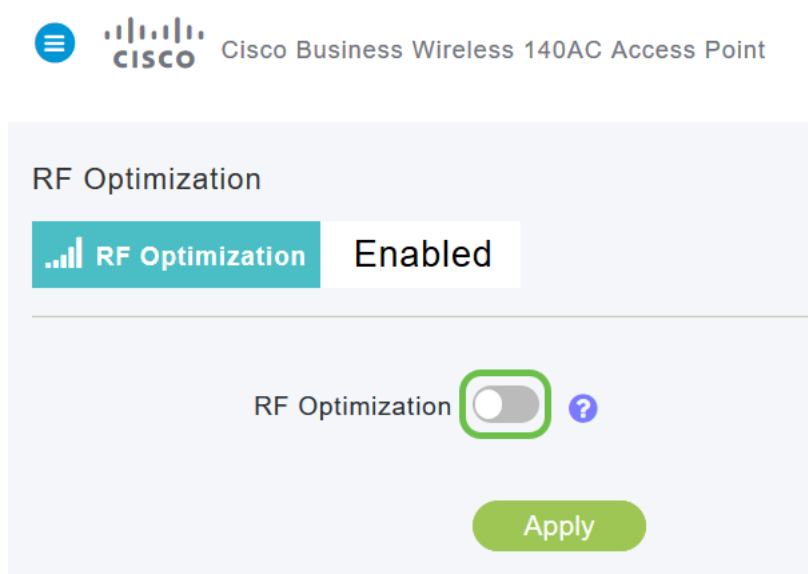 CISCO Cisco Business Wireless 140AC Access Point
RF Optimization
RF Optimization Enabled
RF Optimization ?
Apply